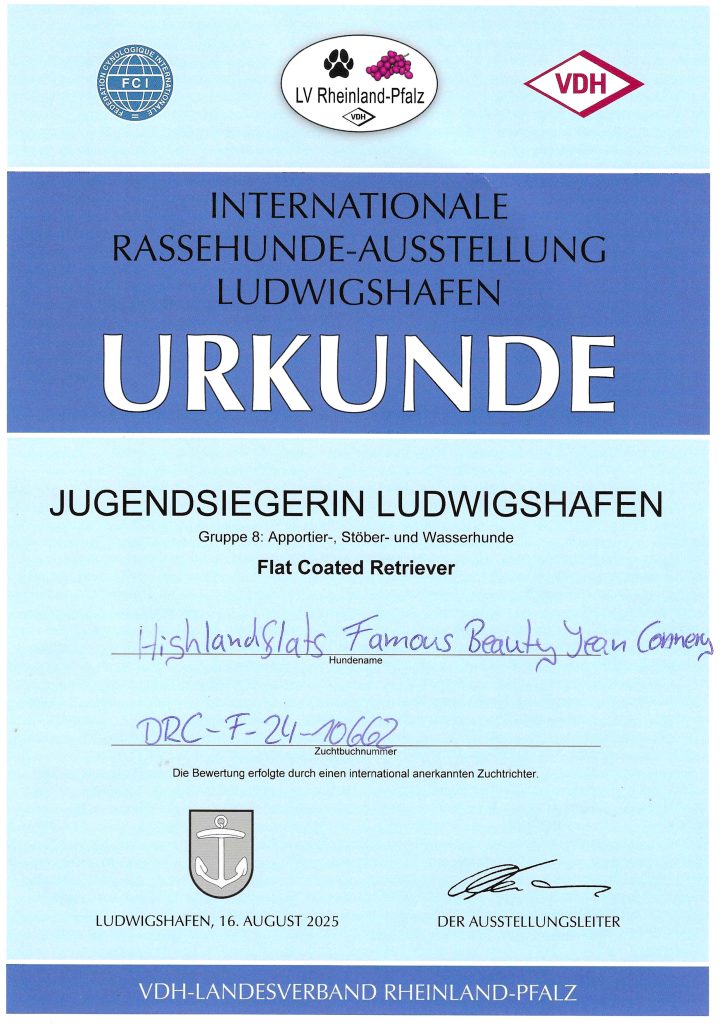 FEDERATION CYNOLOGIQUE INTERNATIONALE
FCI
LV Rheinland-Pfalz
VDH
VDH
INTERNATIONALE
RASSEHUNDE-AUSSTELLUNG
LUDWIGSHAFEN
URKUNDE
JUGENDSIEGERIN LUDWIGSHAFEN
Gruppe 8: Apportier-, Stöber- und Wasserhunde
Flat Coated Retriever
Highlandflats Famous Beauty Yean Connery
Hundename
DRC-F-24-10662
Zuchtbuchnummer
Die Bewertung erfolgte durch einen international anerkannten Zuchtrichter.
LUDWIGSHAFEN, 16. AUGUST 2025
DER AUSSTELLUNGSLEITER
VDH-LANDESVERBAND RHEINLAND-PFALZ